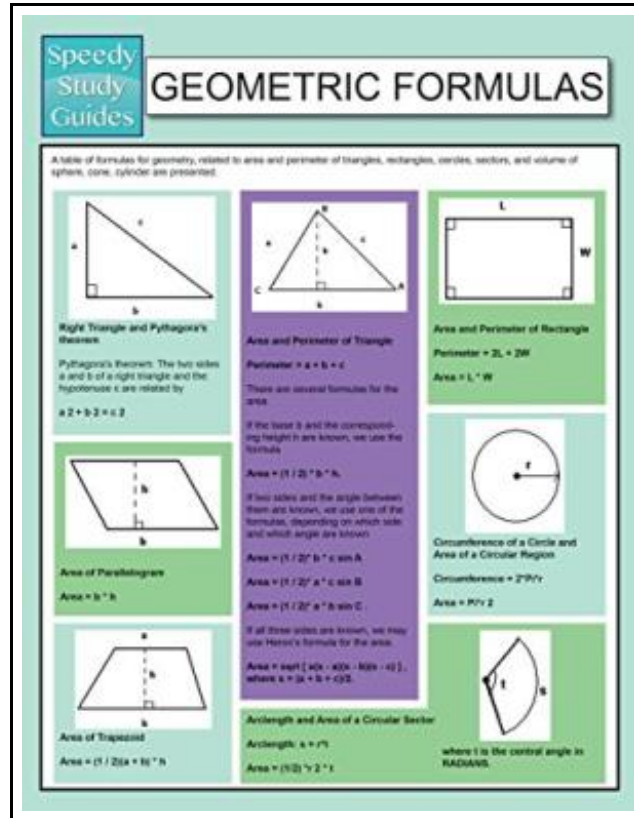 Speedy
Study
Guides
GEOMETRIC FORMULAS
A table of formulas for geometry, related to area and perimeter of triangles, rectangles, cercles, sectors, and volume of
sphere, cone, cylinder are presented.
a
c
b
Right Triangle and Pythagora's
theorem
Pythagora's theorem: The two sides
a and b of a right triangle and the
hypotenuse c are related by
a 2 + b 2 = c 2
h
b
Area of Parallelogram
Area = b * h
a
h
b
Area of Trapezoid
Area = (1 / 2)(a + b) * h
B
a
c
h
C
A
b
Area and Perimeter of Triangle
Perimeter = a + b + c
There are several formulas for the
area.
If the base b and the correspond-
ing height h are known, we use the
formula
Area = (1 / 2) * b * h.
If two sides and the angle between
them are known, we use one of the
formulas, depending on which side
and which angle are known
Area = (1 / 2)* b * c sin A
Area = (1 / 2)* a * c sin B
Area = (1 / 2)* a * b sin C .
If all three sides are known, we may
use Heron's formula for the area.
Area = sqrt [ s(s - a)(s - b)(s - c) ] ,
where s = (a + b + c)/2.
L
W
Area and Perimeter of Rectangle
Perimeter = 2L + 2W
Area = L * W
r
Circumference of a Circle and
Area of a Circular Region
Circumference = 2*Pi*r
Area = Pi*r 2
Arclength and Area of a Circular Sector
Arclength: s = r*t
Area = (1/2) *r 2 * t
t
s
where t is the central angle in
RADIANS.